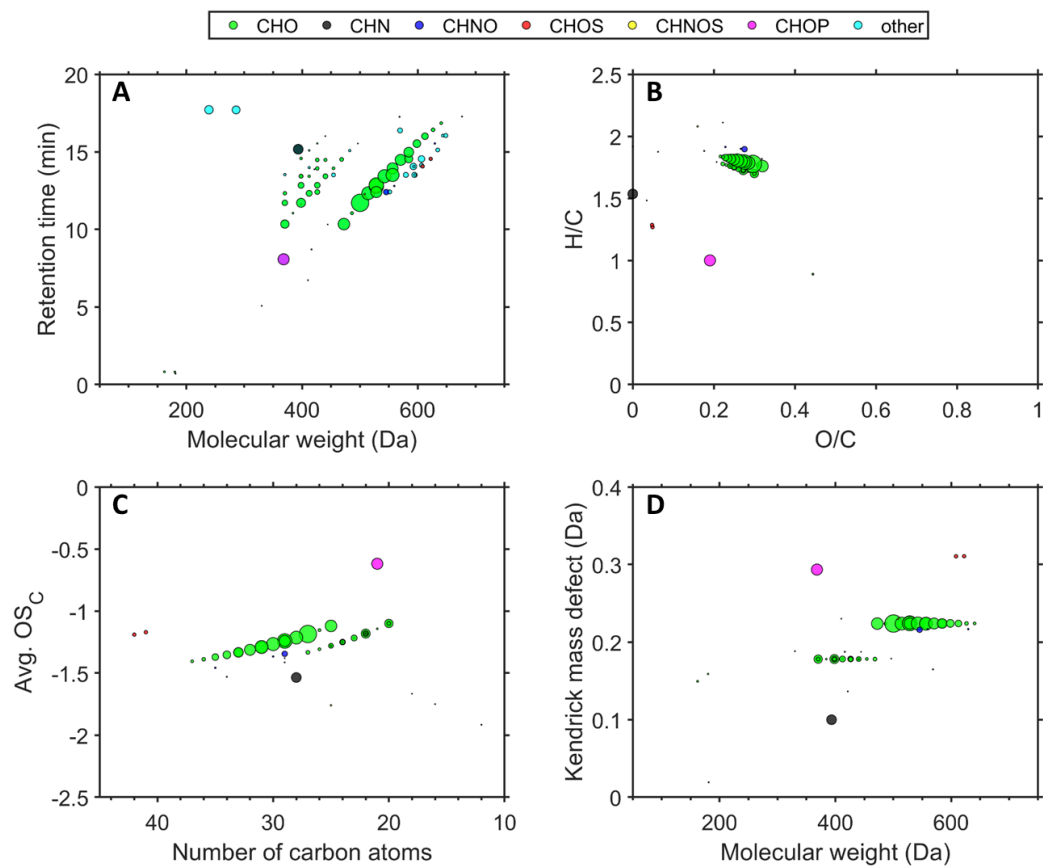 CHO CHN CHNO CHOS CHNOS CHOP other
A
20
15
10
5
0
Retention time (min)
200 400 600
Molecular weight (Da)
B
2.5
2
1.5
1
0.5
0
H/C
0 0.2 0.4 0.6 0.8 1
O/C
C
0
-0.5
-1
-1.5
-2
-2.5
Avg. OSC
40 30 20 10
Number of carbon atoms
D
0.4
0.3
0.2
0.1
0
Kendrick mass defect (Da)
200 400 600
Molecular weight (Da)